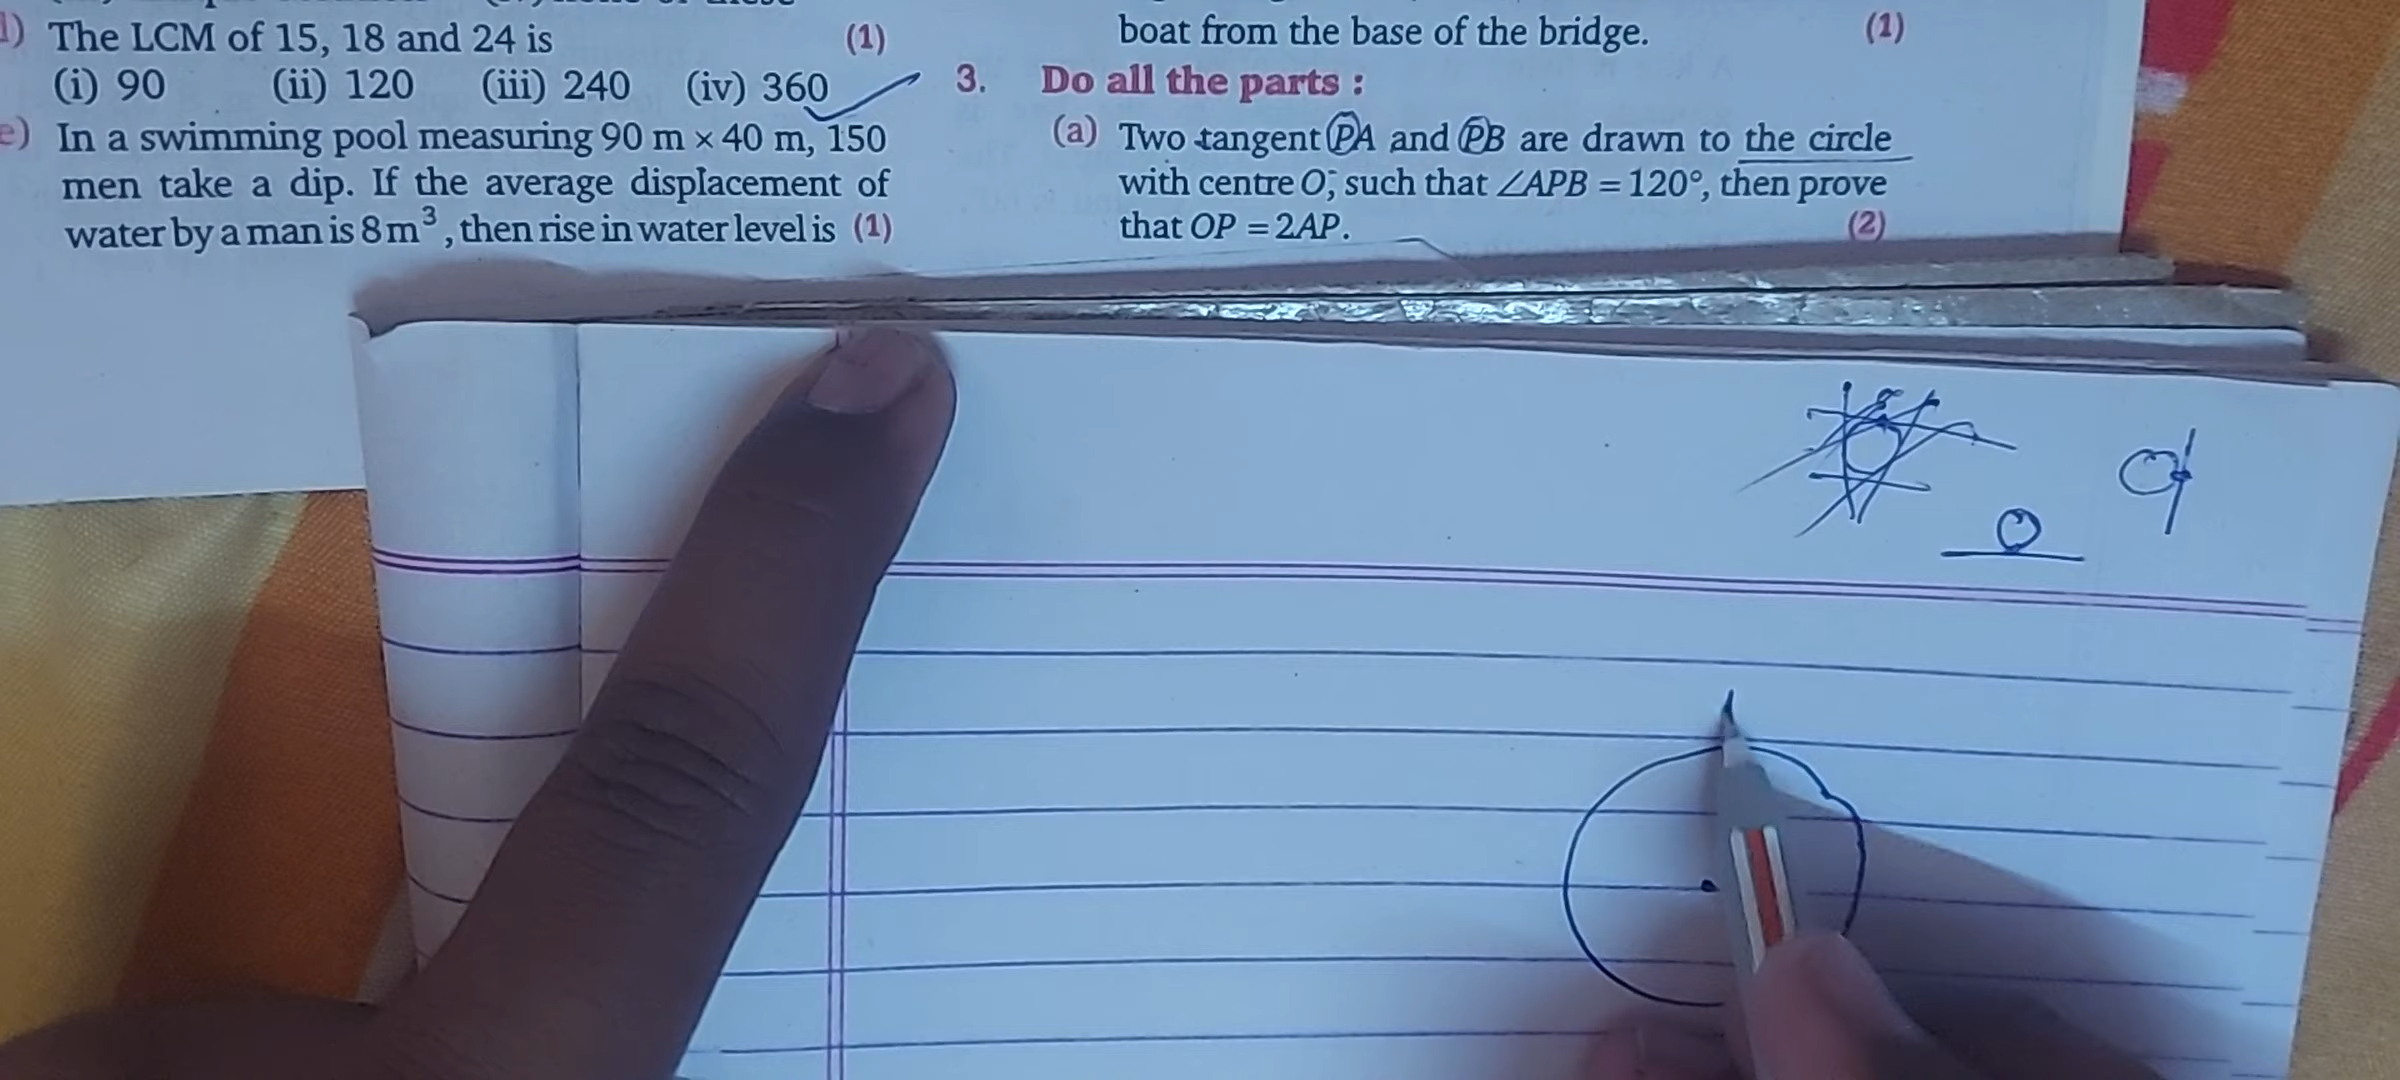 The LCM of 15, 18 and 24 is (1)
(i) 90 (ii) 120 (iii) 240 (iv) 360
e) In a swimming pool measuring 90 m × 40 m, 150
men take a dip. If the average displacement of
water by a man is 8 m³, then rise in water level is (1)
boat from the base of the bridge. (1)
3. Do all the parts :
(a) Two tangent PA and PB are drawn to the circle
with centre O, such that ∠APB = 120°, then prove
that OP = 2AP. (2)